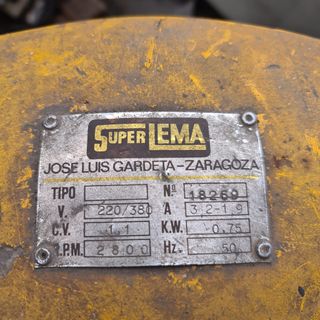 SUPER LEMA
JOSE LUIS GARDETA-ZARAGOZA
TIPO Nº 18269
V. 220/380 A 3,2-1,9
C.V. 1,1 K.W. 0,75
R.P.M. 2800 Hz. 50